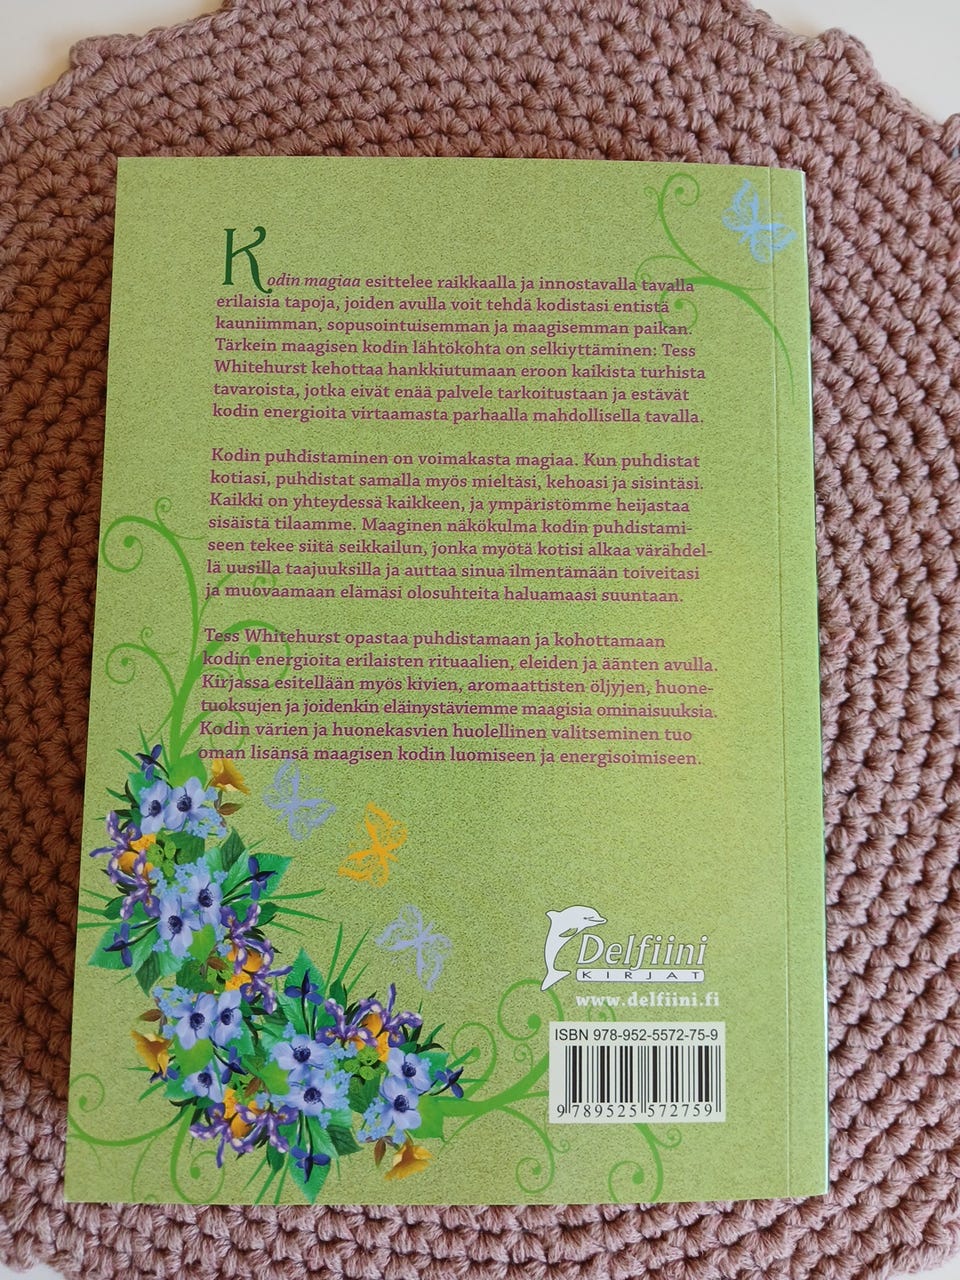 Kodin magiaa esittelee raikkaalla ja innostavalla tavalla
erilaisia tapoja, joiden avulla voit tehdä kodistasi entistä
kauniimman, sopusointuisemman ja maagisemman paikan.
Tärkein maagisen kodin lähtökohta on selkiyttäminen: Tess
Whitehurst kehottaa hankkiutumaan eroon kaikista turhista
tavaroista, jotka eivät enää palvele tarkoitustaan ja estävät
kodin energioita virtaamasta parhaalla mahdollisella tavalla.
Kodin puhdistaminen on voimakasta magiaa. Kun puhdistat
kotiasi, puhdistat samalla myös mieltäsi, kehoasi ja sisintäsi.
Kaikki on yhteydessä kaikkeen, ja ympäristömme heijastaa
sisäistä tilaamme. Maaginen näkökulma kodin puhdistami-
seen tekee siitä seikkailun, jonka myötä kotisi alkaa värähdel-
lä uusilla taajuuksilla ja auttaa sinua ilmentämään toiveitasi
ja muovaamaan elämäsi olosuhteita haluamaasi suuntaan.
Tess Whitehurst opastaa puhdistamaan ja kohottamaan
kodin energioita erilaisten rituaalien, eleiden ja äänten avulla.
Kirjassa esitellään myös kivien, aromaattisten öljyjen, huone-
tuoksujen ja joidenkin eläinystäviemme maagisia ominaisuuksia.
Kodin värien ja huonekasvien huolellinen valitseminen tuo
oman lisänsä maagisen kodin luomiseen ja energisoimiseen.
Delfiini
KIRJAT
www.delfiini.fi
ISBN 978-952-5572-75-9
9 789525 572759